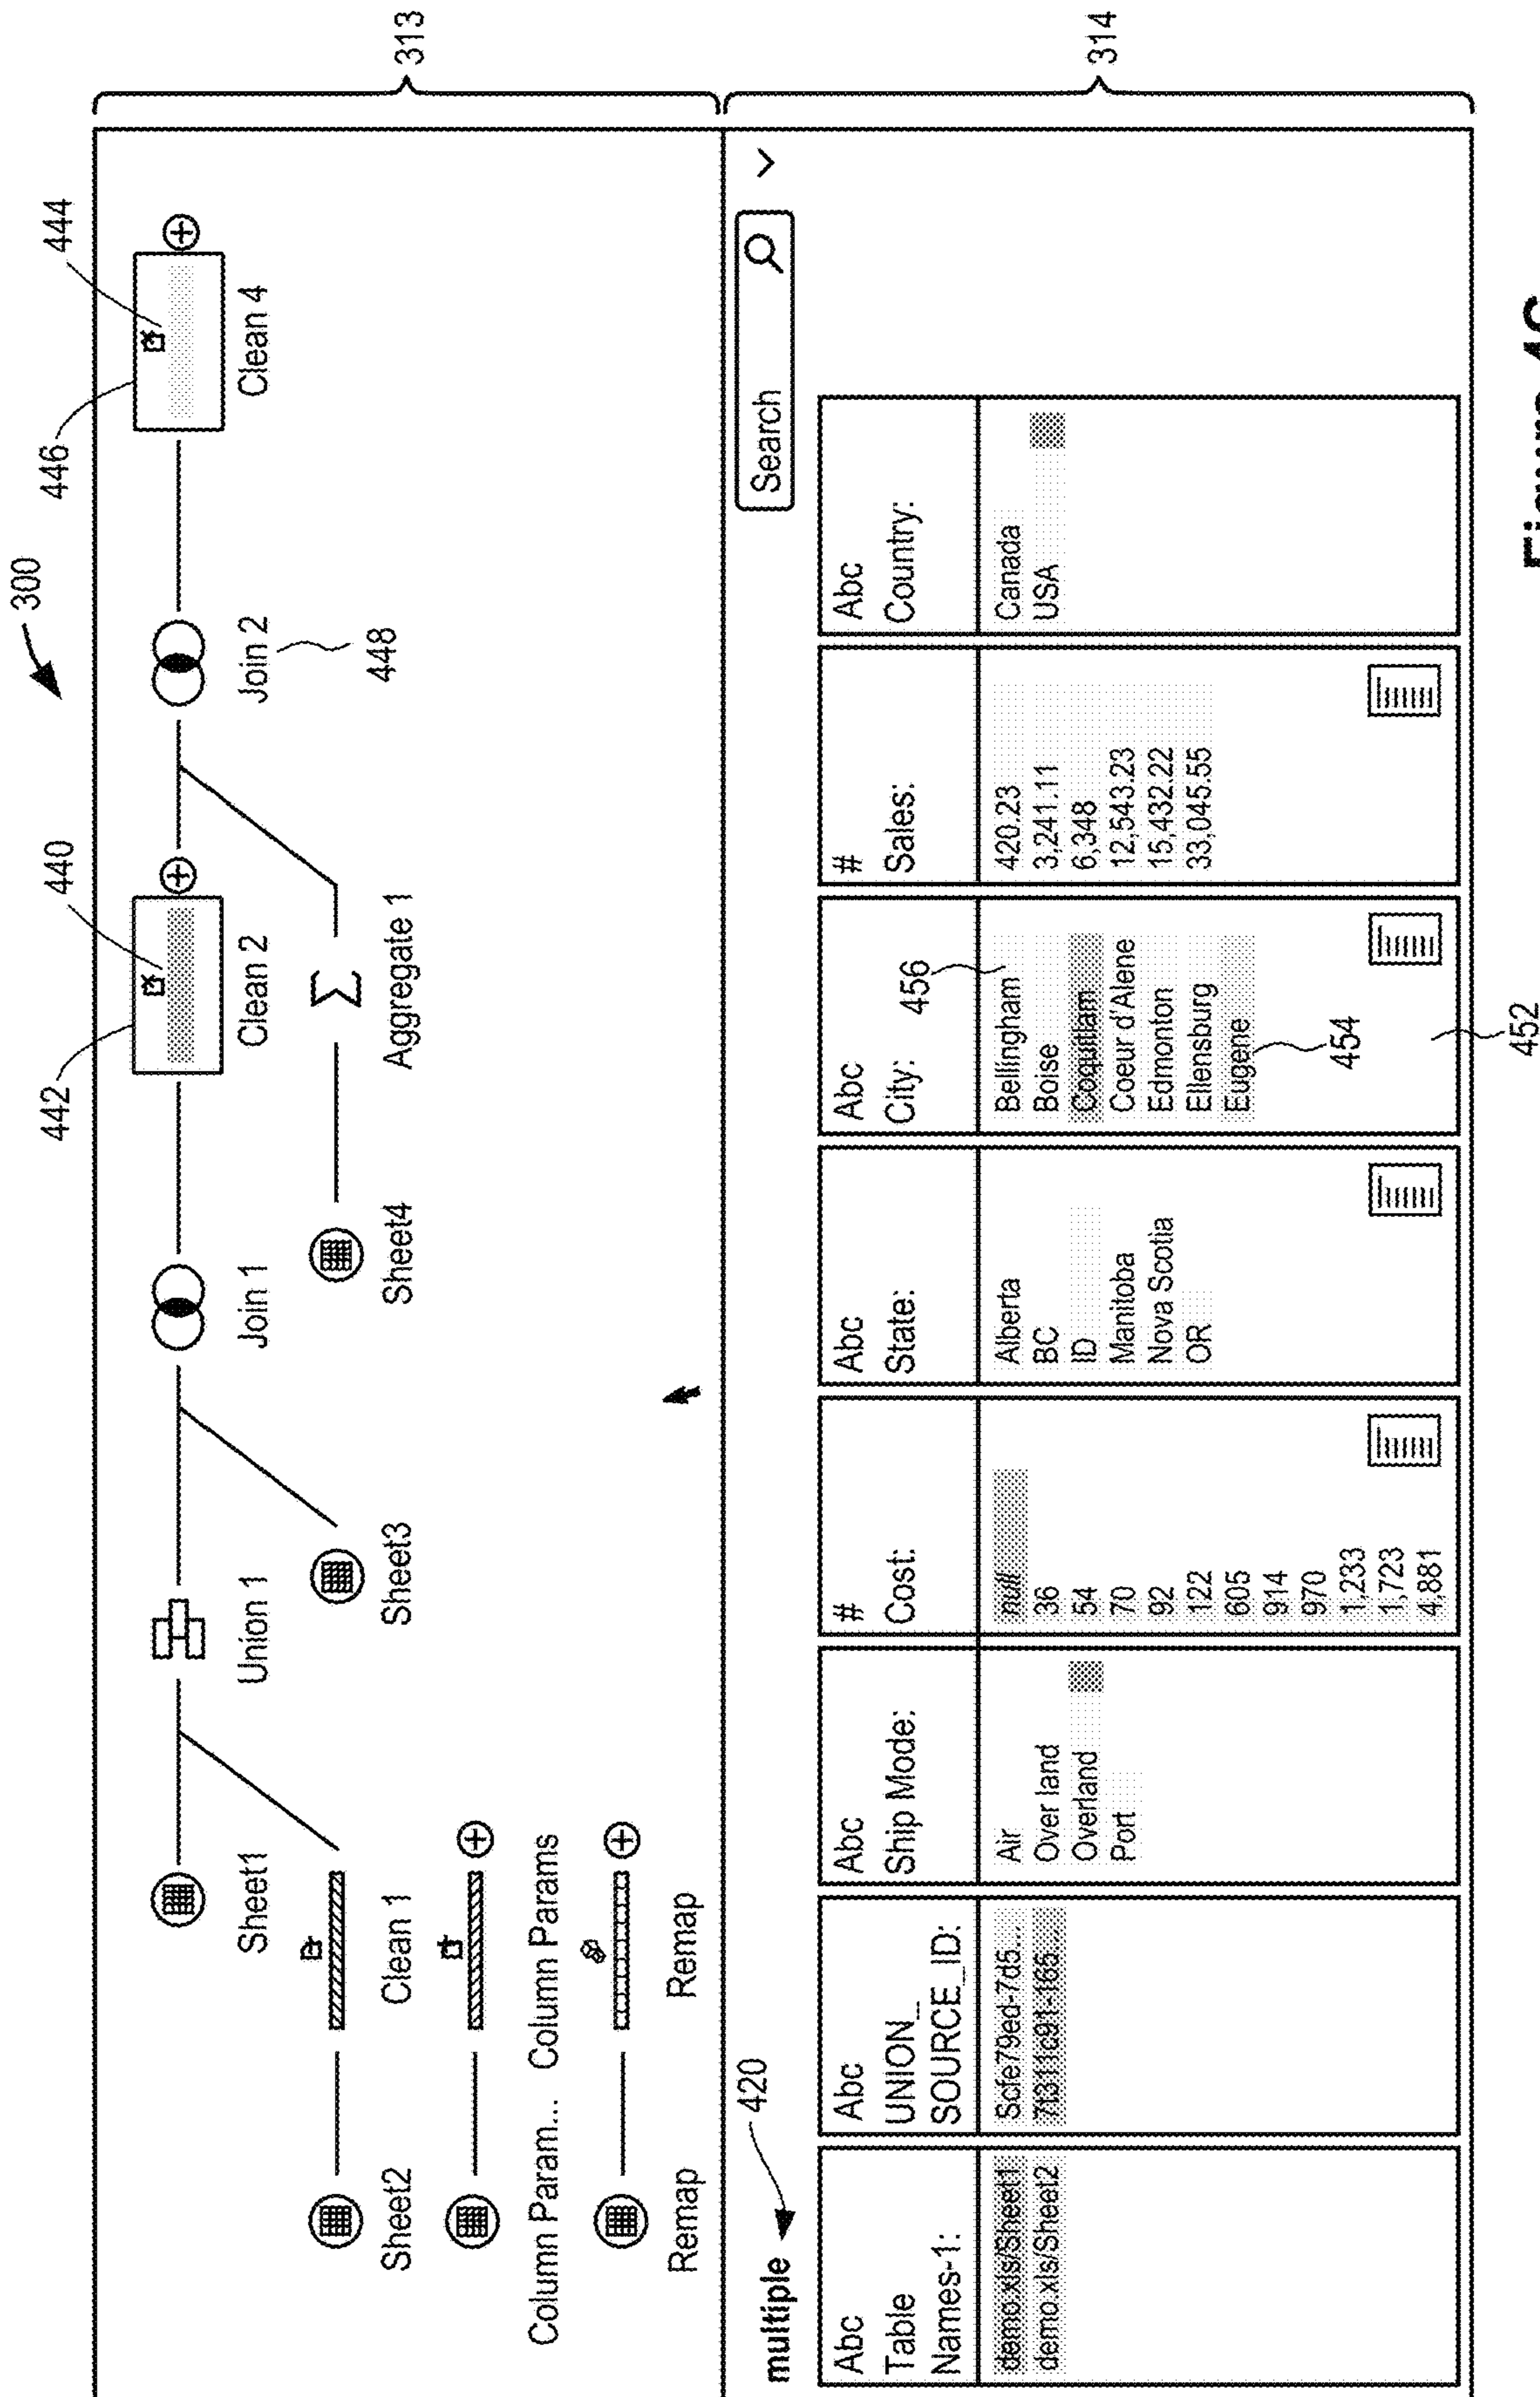 300
446
444
442
440
313
Sheet1
Union 1
Join 1
Clean 2
Join 2
Clean 4
448
Sheet2
Clean 1
Sheet3
Sheet4
Aggregate 1
Column Param...
Column Params
Remap
Remap
multiple
420
Search
314
Abc
Table
Names-1:
demo.xls/Sheet1
demo.xls/Sheet2
Abc
UNION_
SOURCE_ID:
Scfe79ed-7d5...
Abc
Ship Mode:
Air
Over land
Overland
Port
#
Cost:
null
36
54
70
92
122
605
914
970
1,233
1,723
4,881
Abc
State:
Alberta
BC
ID
Manitoba
Nova Scotia
OR
Abc
City:
456
Bellingham
Boise
Coquitlam
Coeur d'Alene
Edmonton
Ellensburg
Eugene
454
452
#
Sales:
420.23
3,241.11
6,348
12,543.23
15,432.22
33,045.55
Abc
Country:
Canada
USA